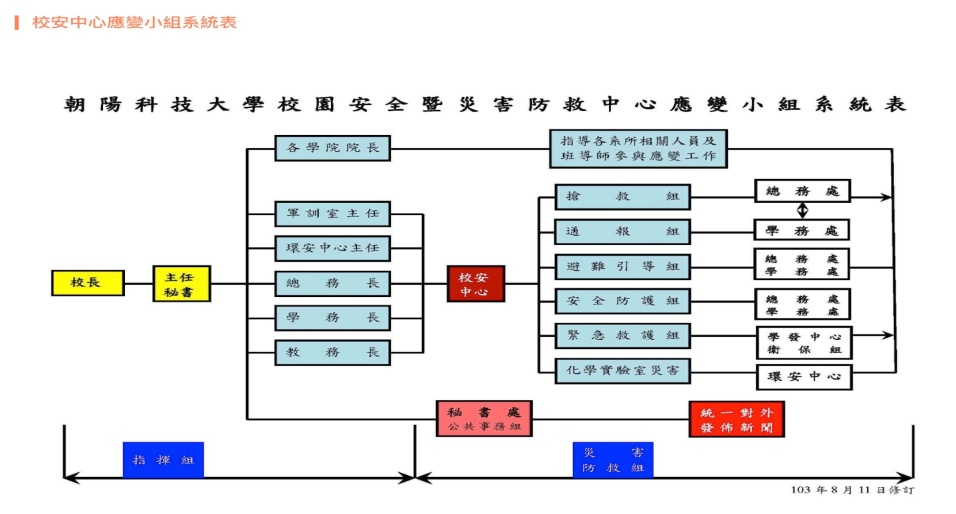 校安中心應變小組系統表
朝陽科技大學校園安全暨災害防救中心應變小組系統表
各學院院長
指導各系所相關人員及
班導師參與應變工作
軍訓室主任
環安中心主任
總務長
學務長
教務長
校長
主任
秘書
校安
中心
搶救組
總務處
通報組
學務處
避難引導組
總務處
學務處
安全防護組
總務處
學務處
緊急救護組
學發中心
衛保組
化學實驗室災害
環安中心
秘書處
公共事務組
統一對外
發佈新聞
指揮組
災害
防救組
103年8月11日修訂